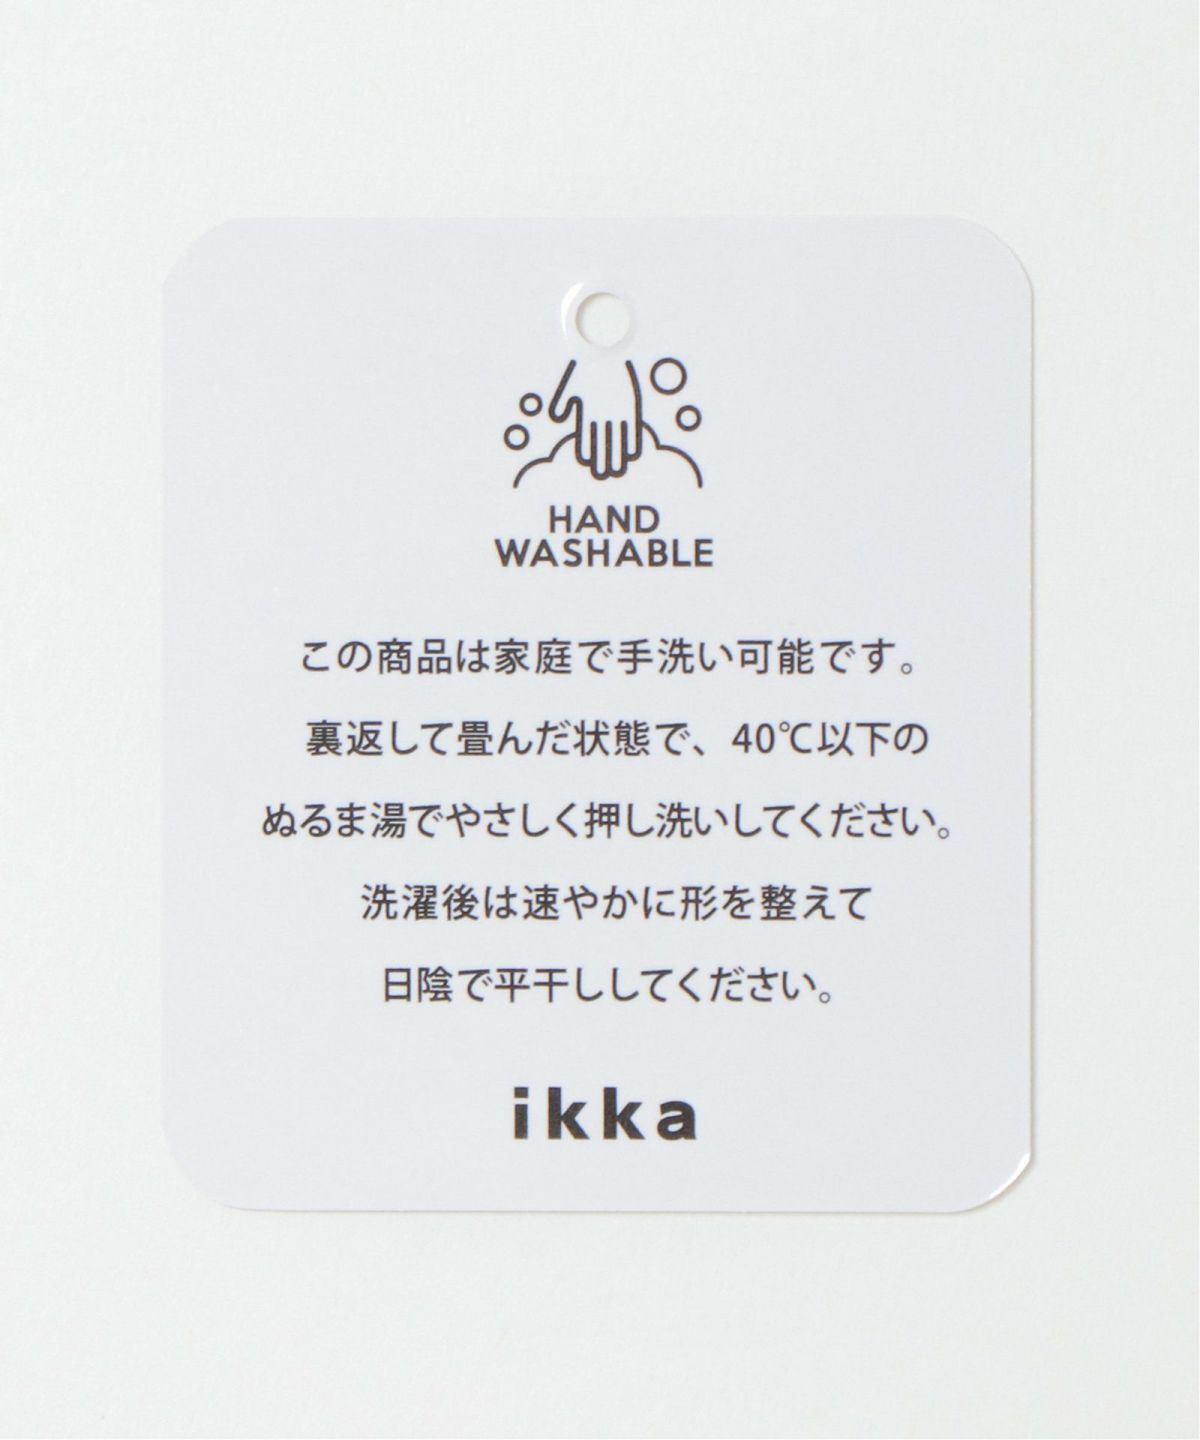 HAND
WASHABLE
この商品は家庭で手洗い可能です。
裏返して畳んだ状態で、40℃以下の
ぬるま湯でやさしく押し洗いしてください。
洗濯後は速やかに形を整えて
日陰で平干ししてください。
ikka